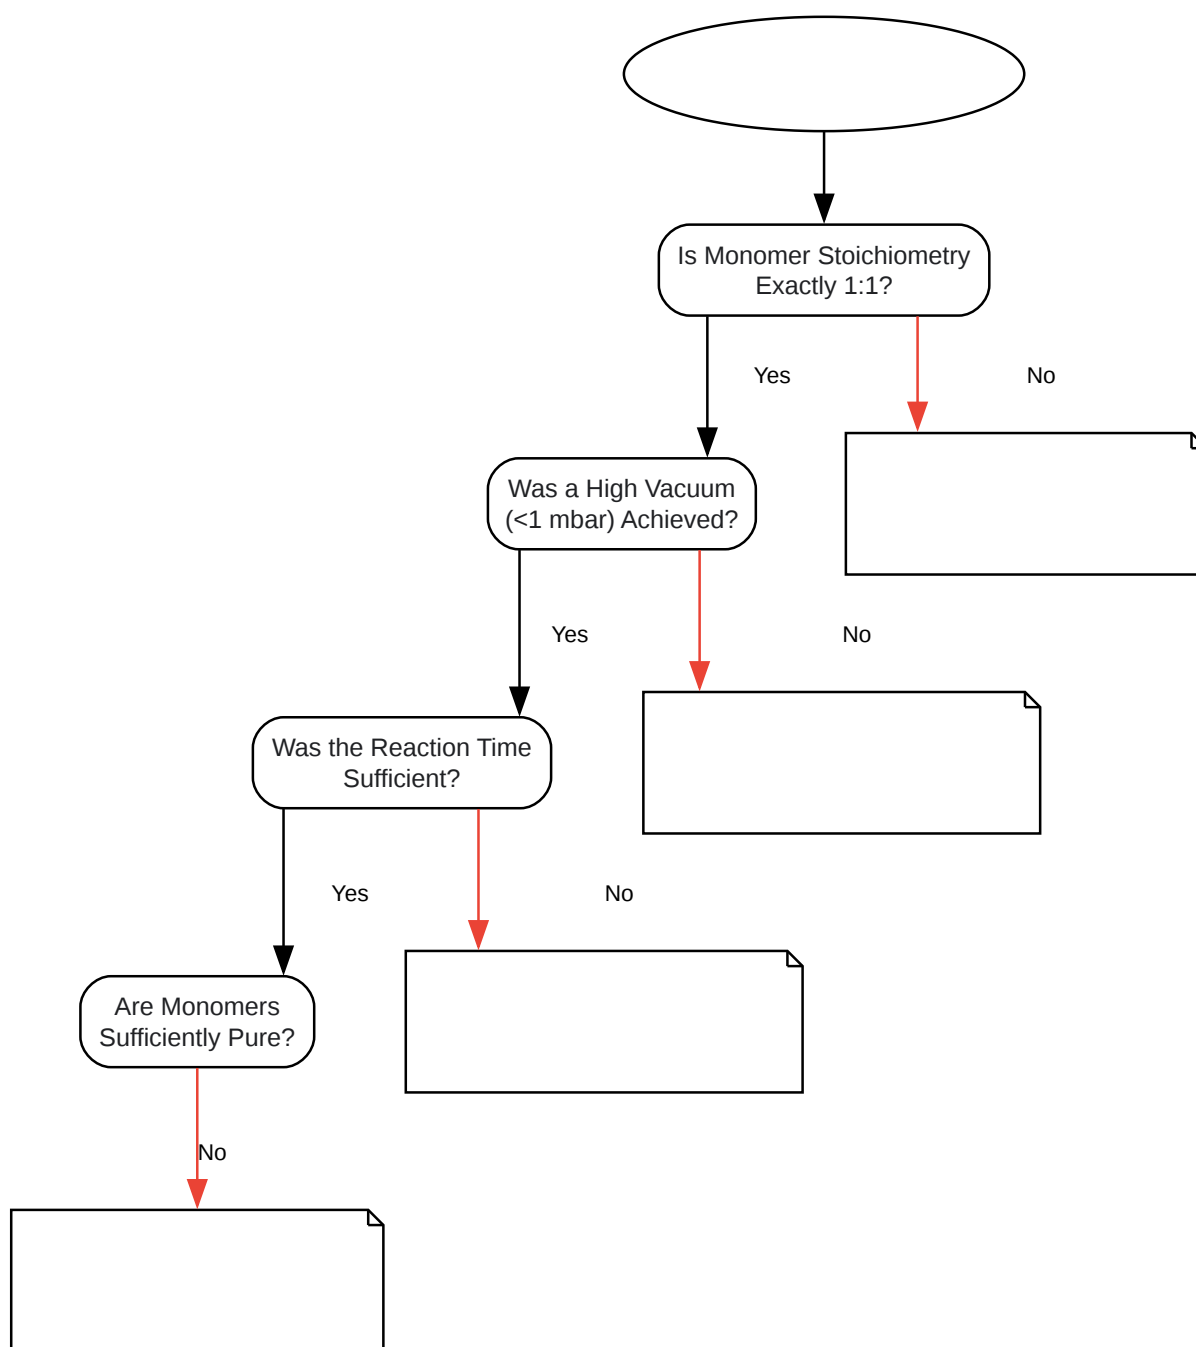 Is Monomer Stoichiometry
Exactly 1:1?
Yes
No
Was a High Vacuum
(<1 mbar) Achieved?
Yes
No
Was the Reaction Time
Sufficient?
Yes
No
Are Monomers
Sufficiently Pure?
No